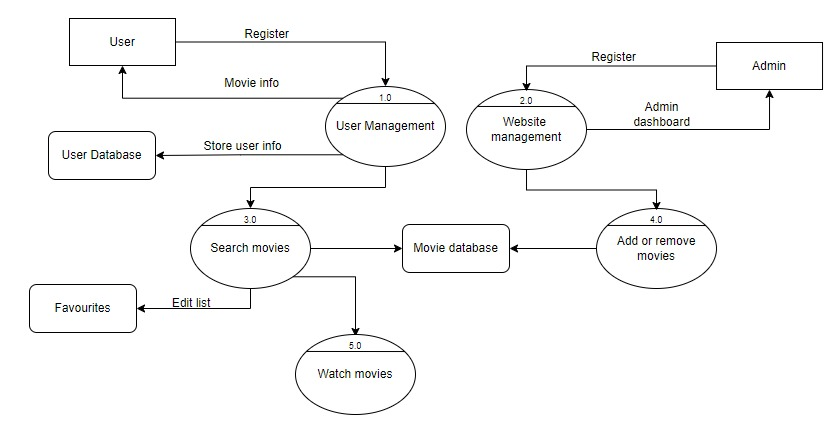 User
Register
Register
Admin
Movie info
1.0
User Management
2.0
Website
management
Admin
dashboard
User Database
Store user info
3.0
Search movies
Movie database
4.0
Add or remove
movies
Favourites
Edit list
5.0
Watch movies